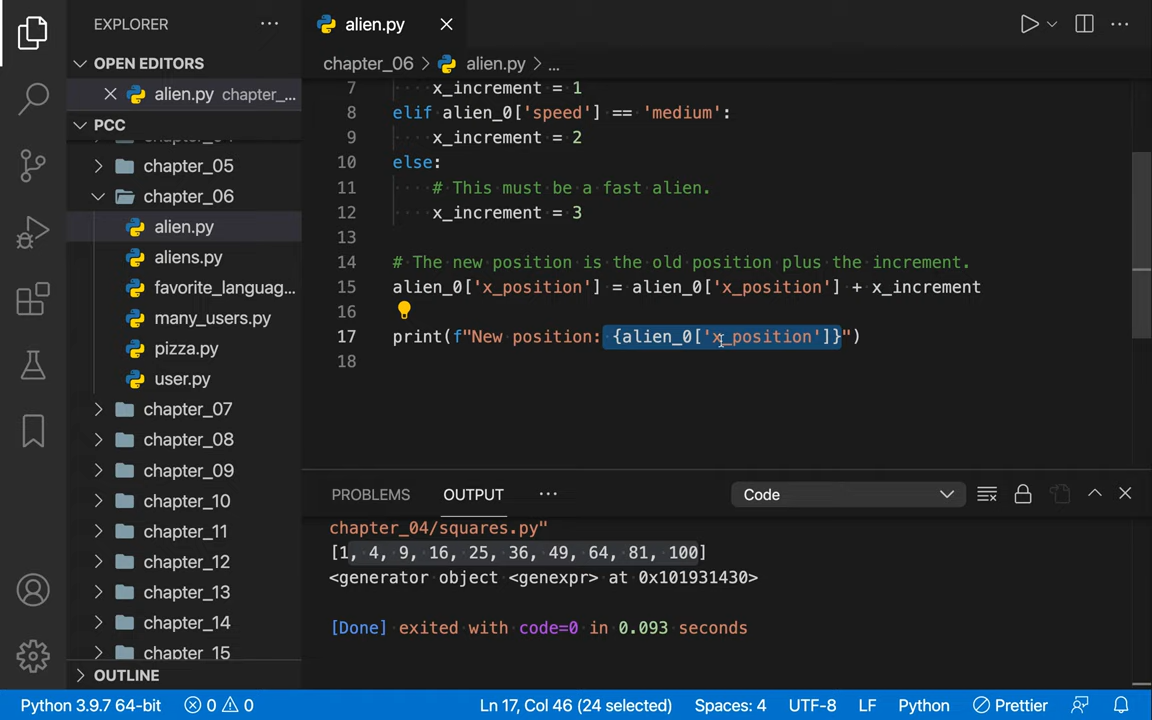 EXPLORER
alien.py
OPEN EDITORS
alien.py chapter_...
PCC
chapter_05
chapter_06
alien.py
aliens.py
favorite_languag...
many_users.py
pizza.py
user.py
chapter_07
chapter_08
chapter_09
chapter_10
chapter_11
chapter_12
chapter_13
chapter_14
chapter_15
OUTLINE
chapter_06 > alien.py > ...
7 x_increment = 1
8 elif alien_0['speed'] == 'medium':
9 x_increment = 2
10 else:
11 # This must be a fast alien.
12 x_increment = 3
13
14 # The new position is the old position plus the increment.
15 alien_0['x_position'] = alien_0['x_position'] + x_increment
16
17 print(f"New position: {alien_0['x_position']}")
18
PROBLEMS OUTPUT ... Code
chapter_04/squares.py"
[1, 4, 9, 16, 25, 36, 49, 64, 81, 100]
<generator object <genexpr> at 0x101931430>
[Done] exited with code=0 in 0.093 seconds
Python 3.9.7 64-bit 0 0 Ln 17, Col 46 (24 selected) Spaces: 4 UTF-8 LF Python Prettier